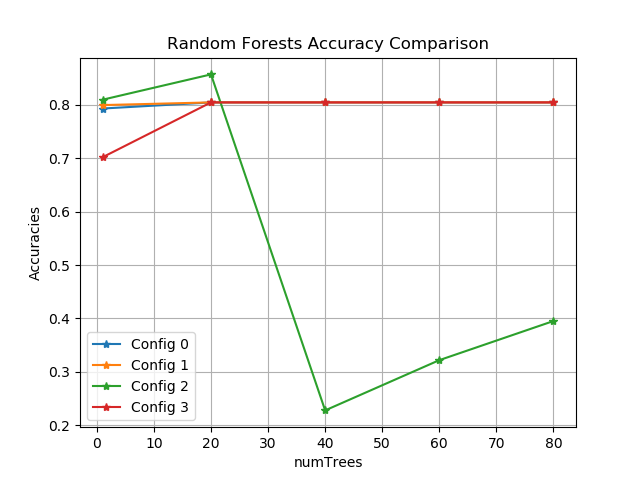 Random Forests Accuracy Comparison
Accuracies
0.8
0.7
0.6
0.5
0.4
0.3
0.2
Config 0
Config 1
Config 2
Config 3
0 10 20 30 40 50 60 70 80
numTrees